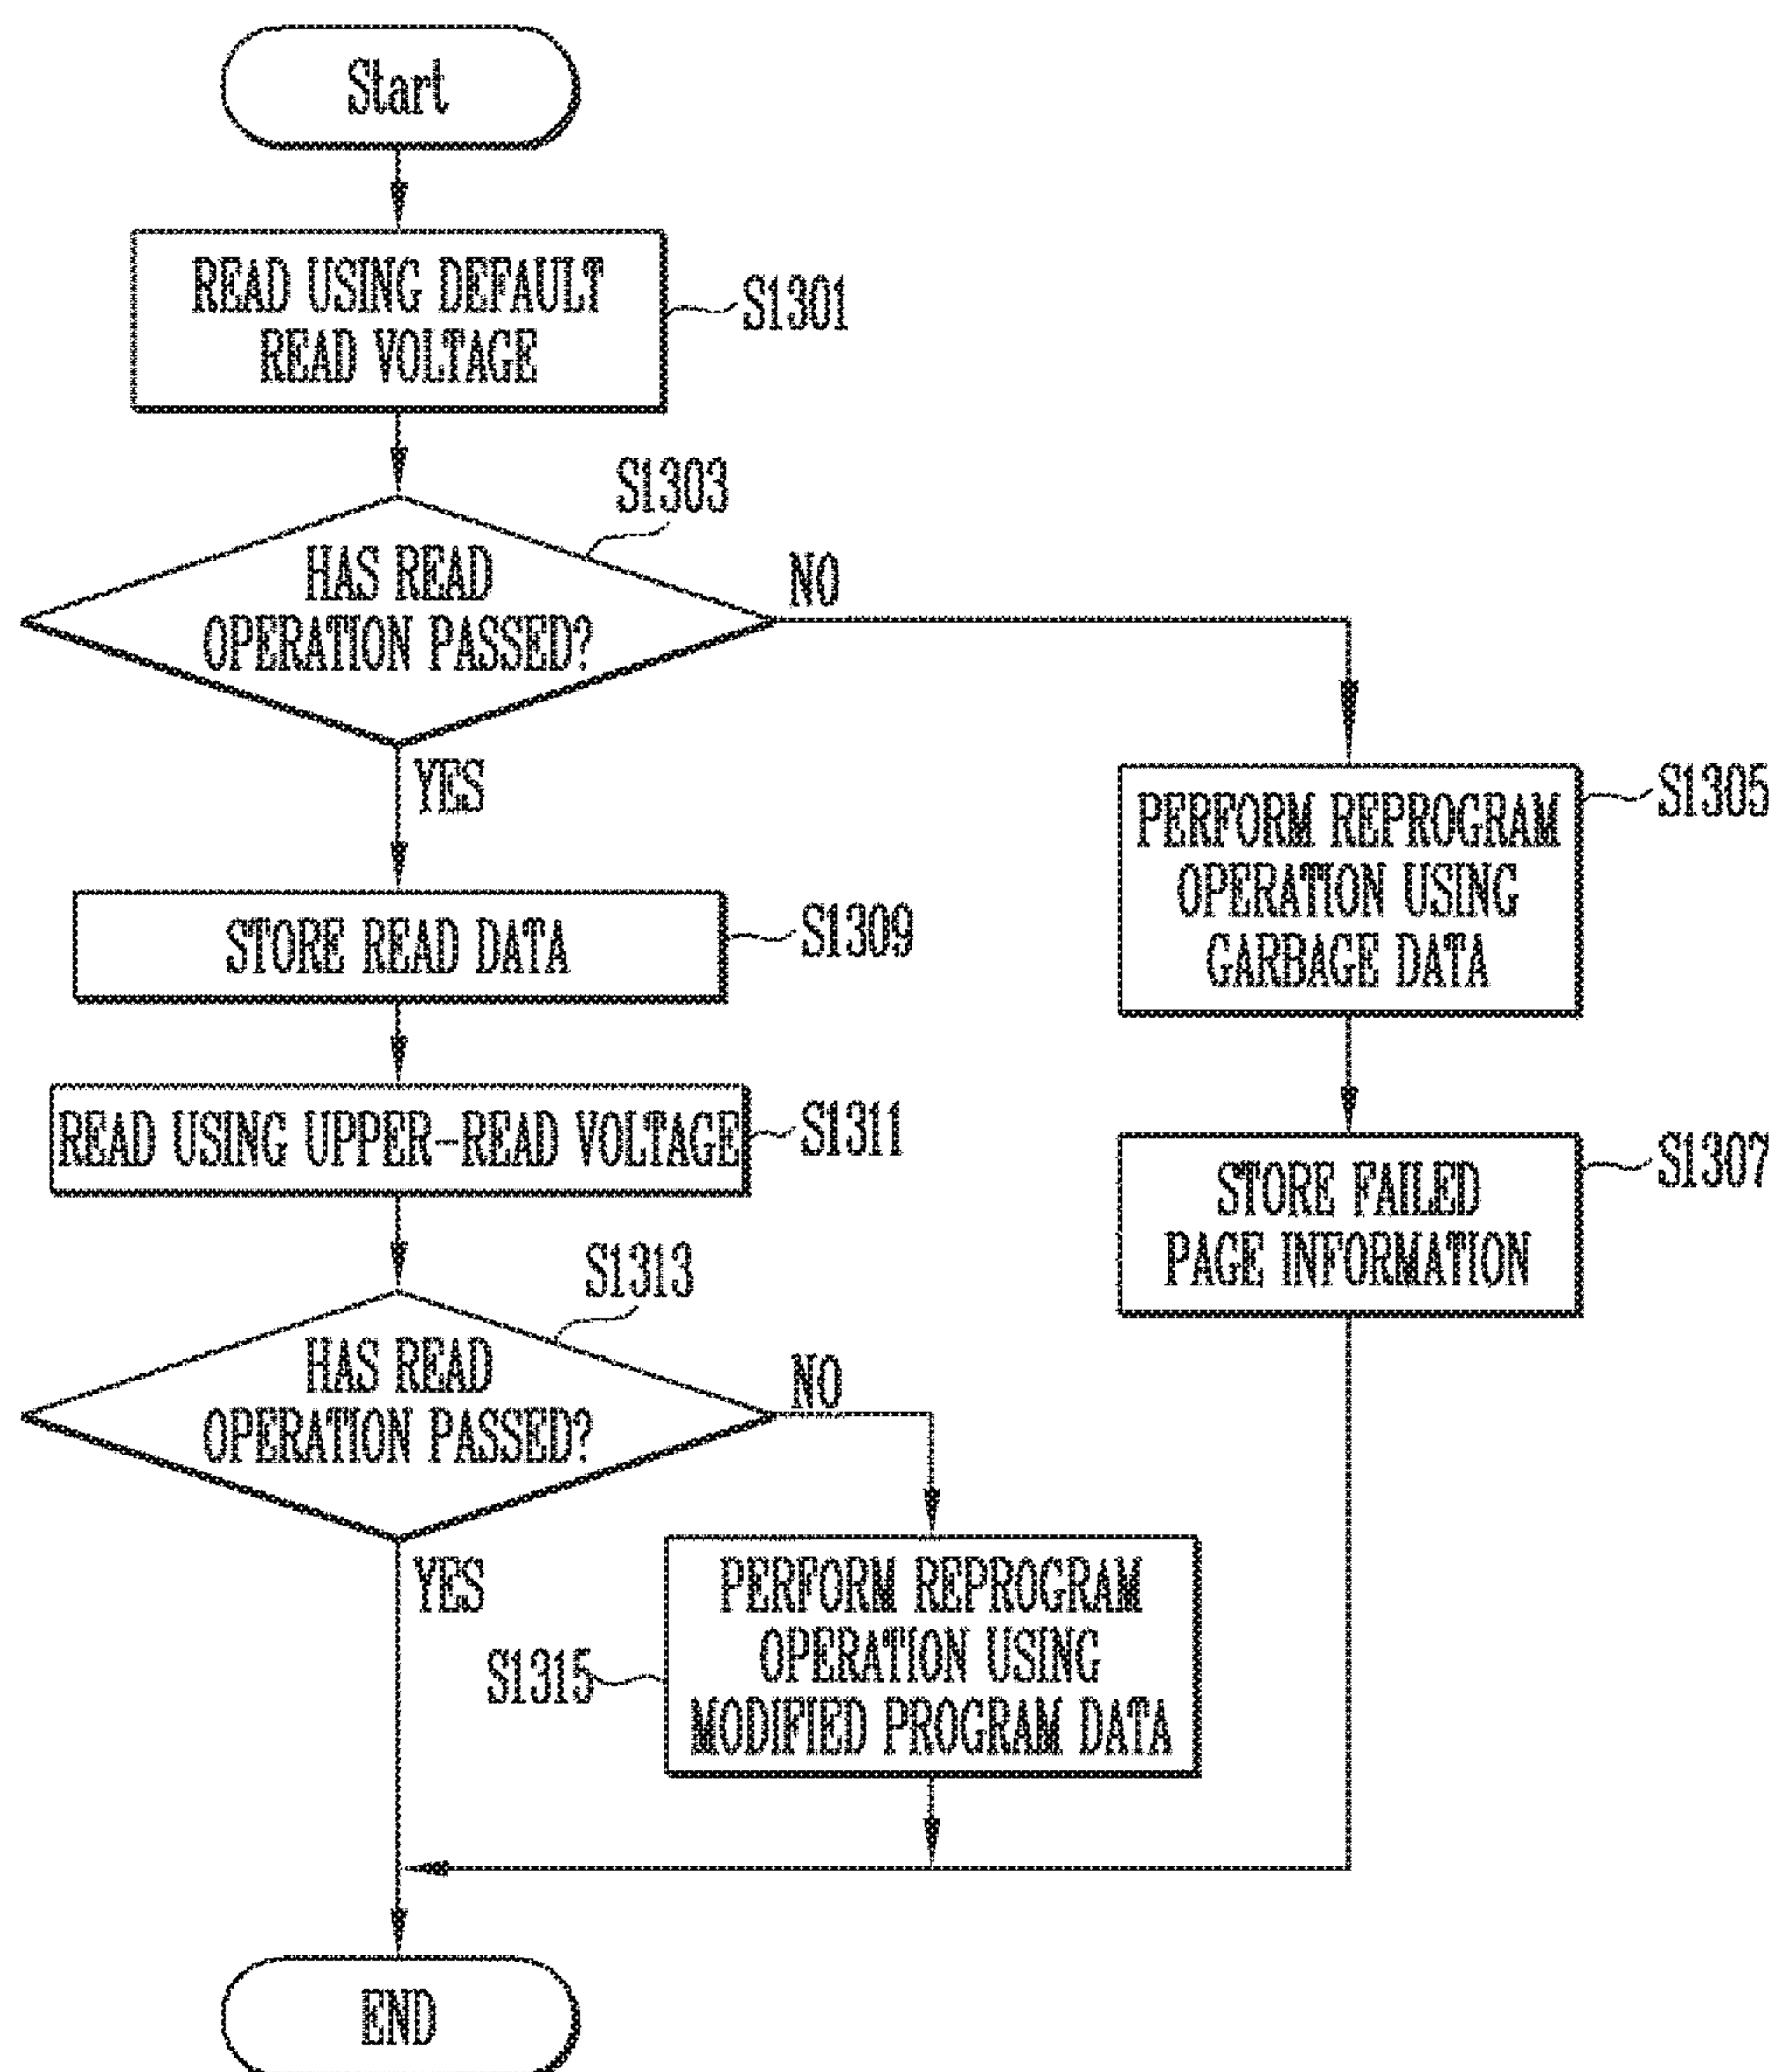 Start
READ USING DEFAULT
READ VOLTAGE
S1301
S1303
HAS READ
OPERATION PASSED?
NO
YES
S1305
PERFORM REPROGRAM
OPERATION USING
GARBAGE DATA
STORE READ DATA
S1309
READ USING UPPER-READ VOLTAGE
S1311
S1307
STORE FAILED
PAGE INFORMATION
S1313
HAS READ
OPERATION PASSED?
NO
YES
PERFORM REPROGRAM
OPERATION USING
MODIFIED PROGRAM DATA
S1315
END